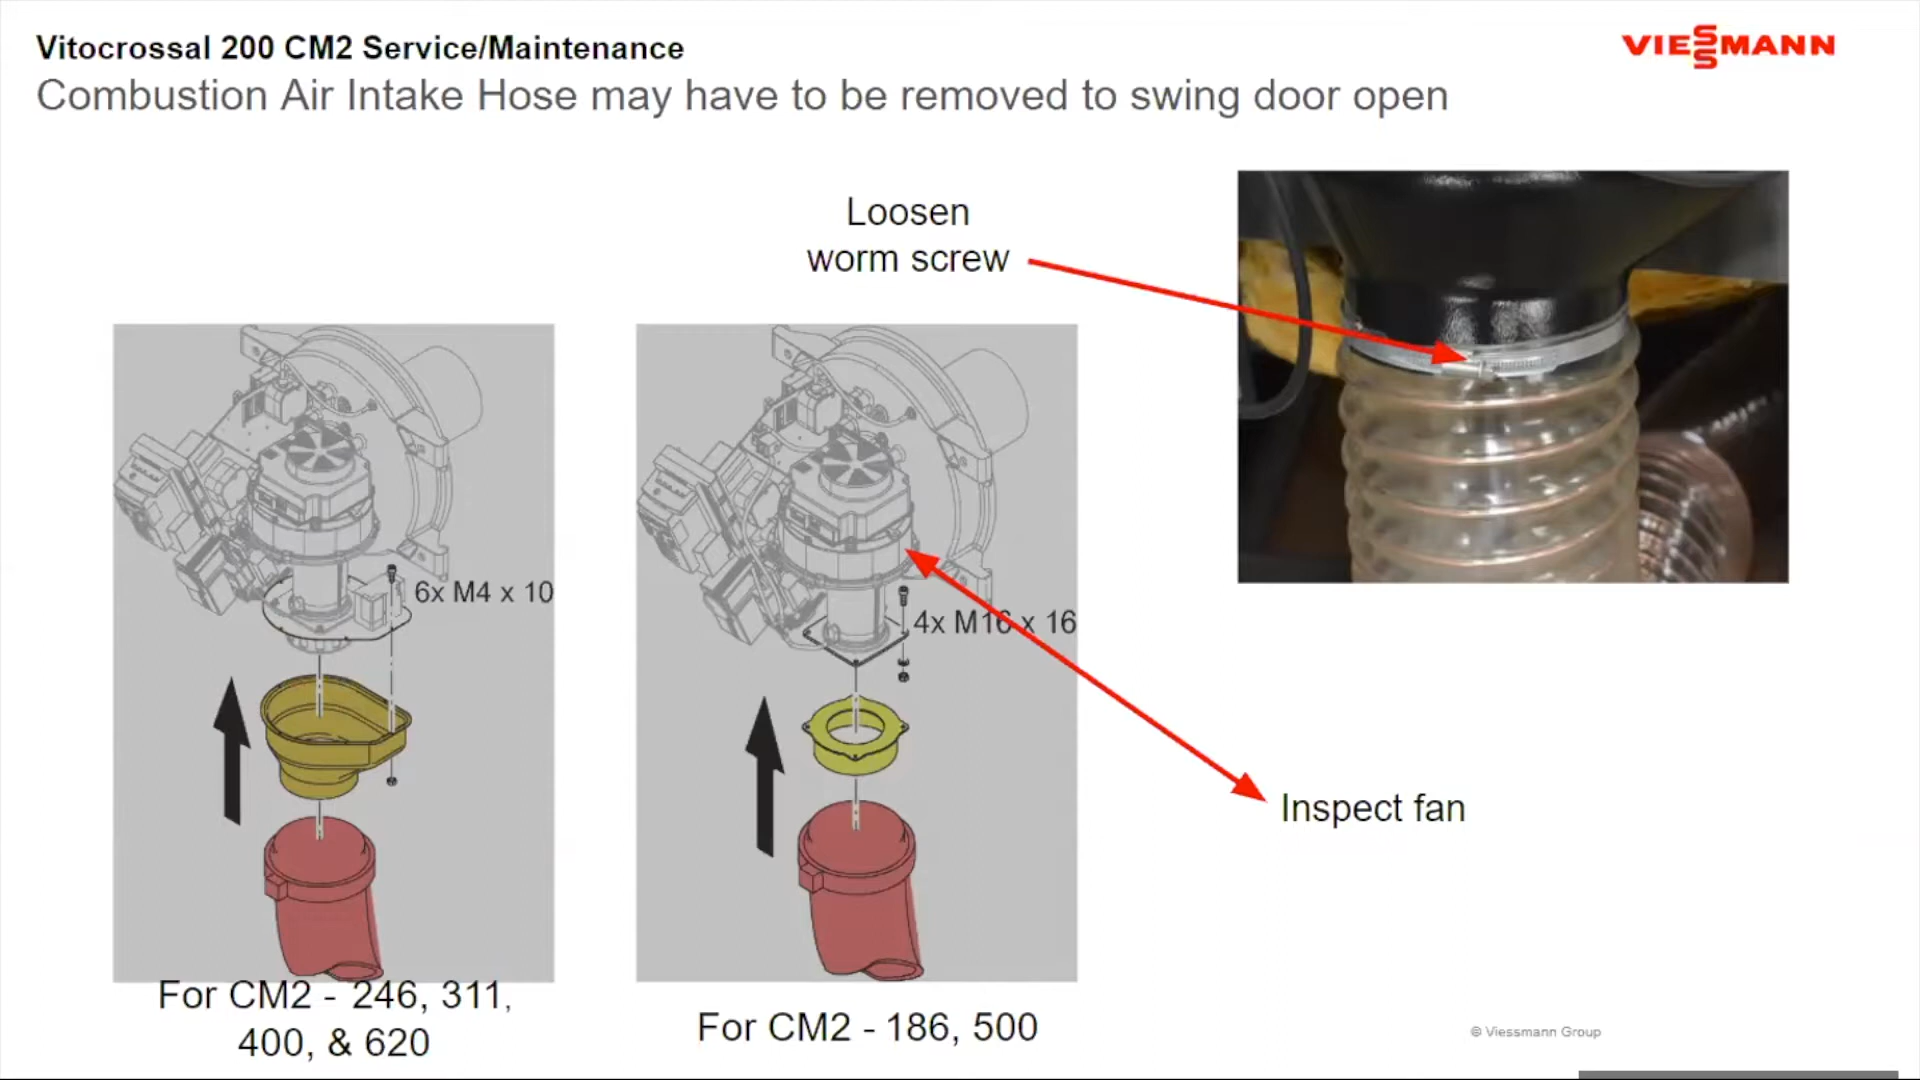 Vitocrossal 200 CM2 Service/Maintenance
VIESSMANN
Combustion Air Intake Hose may have to be removed to swing door open
Loosen
worm screw
6x M4 x 10
4x M16 x 16
Inspect fan
For CM2 - 246, 311,
400, & 620
For CM2 - 186, 500
© Viessmann Group